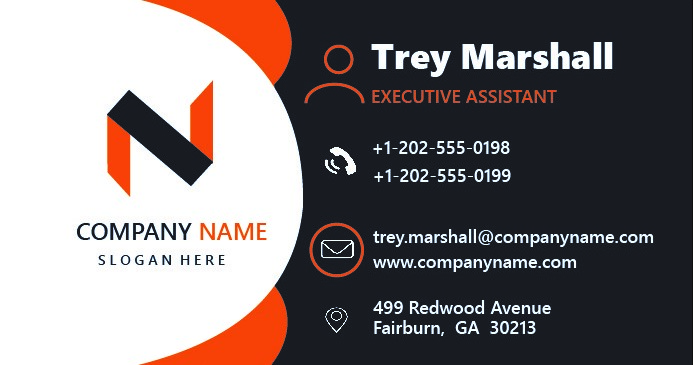 COMPANY NAME
SLOGAN HERE
Trey Marshall
EXECUTIVE ASSISTANT
+1-202-555-0198
+1-202-555-0199
trey.marshall@companyname.com
www.companyname.com
499 Redwood Avenue
Fairburn, GA 30213